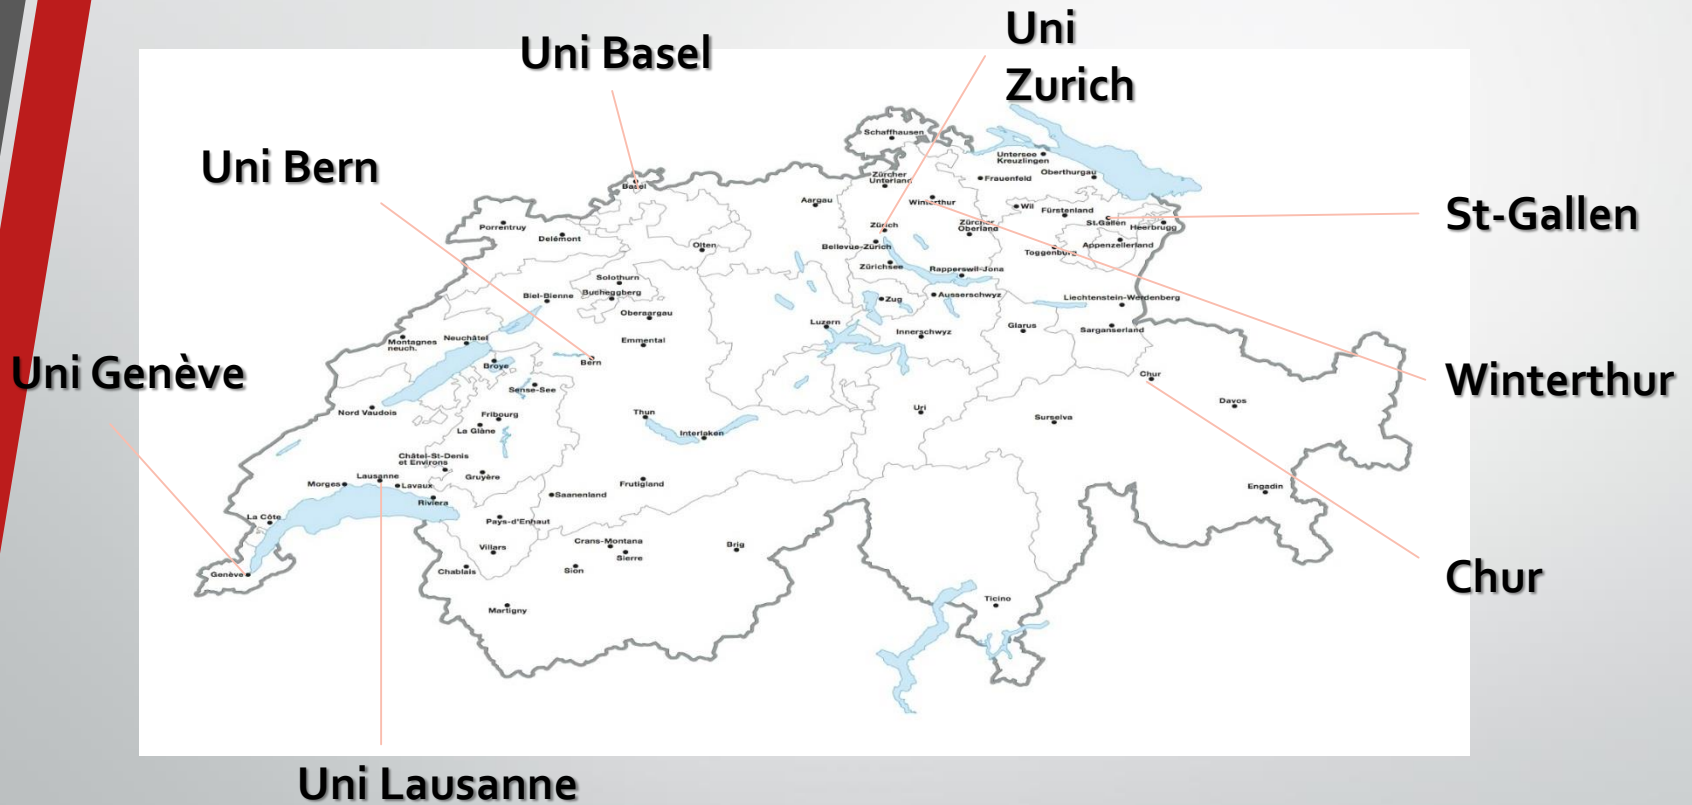 Uni
Zurich
Uni Basel
Uni Bern
St-Gallen
Uni Genève
Winterthur
Chur
Uni Lausanne
Schaffhausen
Untersee
Kreuzlingen
Oberthurgau
Zürcher
Unterland
Frauenfeld
Basel
Aargau
Winterthur
Wil
Fürstenland
Porrentruy
Delémont
Zürich
Zürcher
Oberland
St.Gallen
Heerbrugg
Olten
Bellevue-Zürich
Appenzellerland
Toggenburg
Zürichsee
Rapperswil-Jona
Solothurn
Bucheggberg
Biel-Bienne
Zug
Ausserschwyz
Liechtenstein-Werdenberg
Oberaargau
Luzern
Innerschwyz
Glarus
Sarganserland
Montagnes
neuch.
Neuchâtel
Emmental
Broye
Bern
Chur
Sense-See
Davos
Nord Vaudois
Fribourg
La Glâne
Thun
Interlaken
Uri
Surselva
Châtel-St-Denis
et Environs
Morges
Lausanne
Lavaux
Gruyère
Frutigland
Engadin
Riviera
Saanenland
La Côte
Pays-d'Enhaut
Villars
Crans-Montana
Sierre
Brig
Genève
Chablais
Sion
Martigny
Ticino